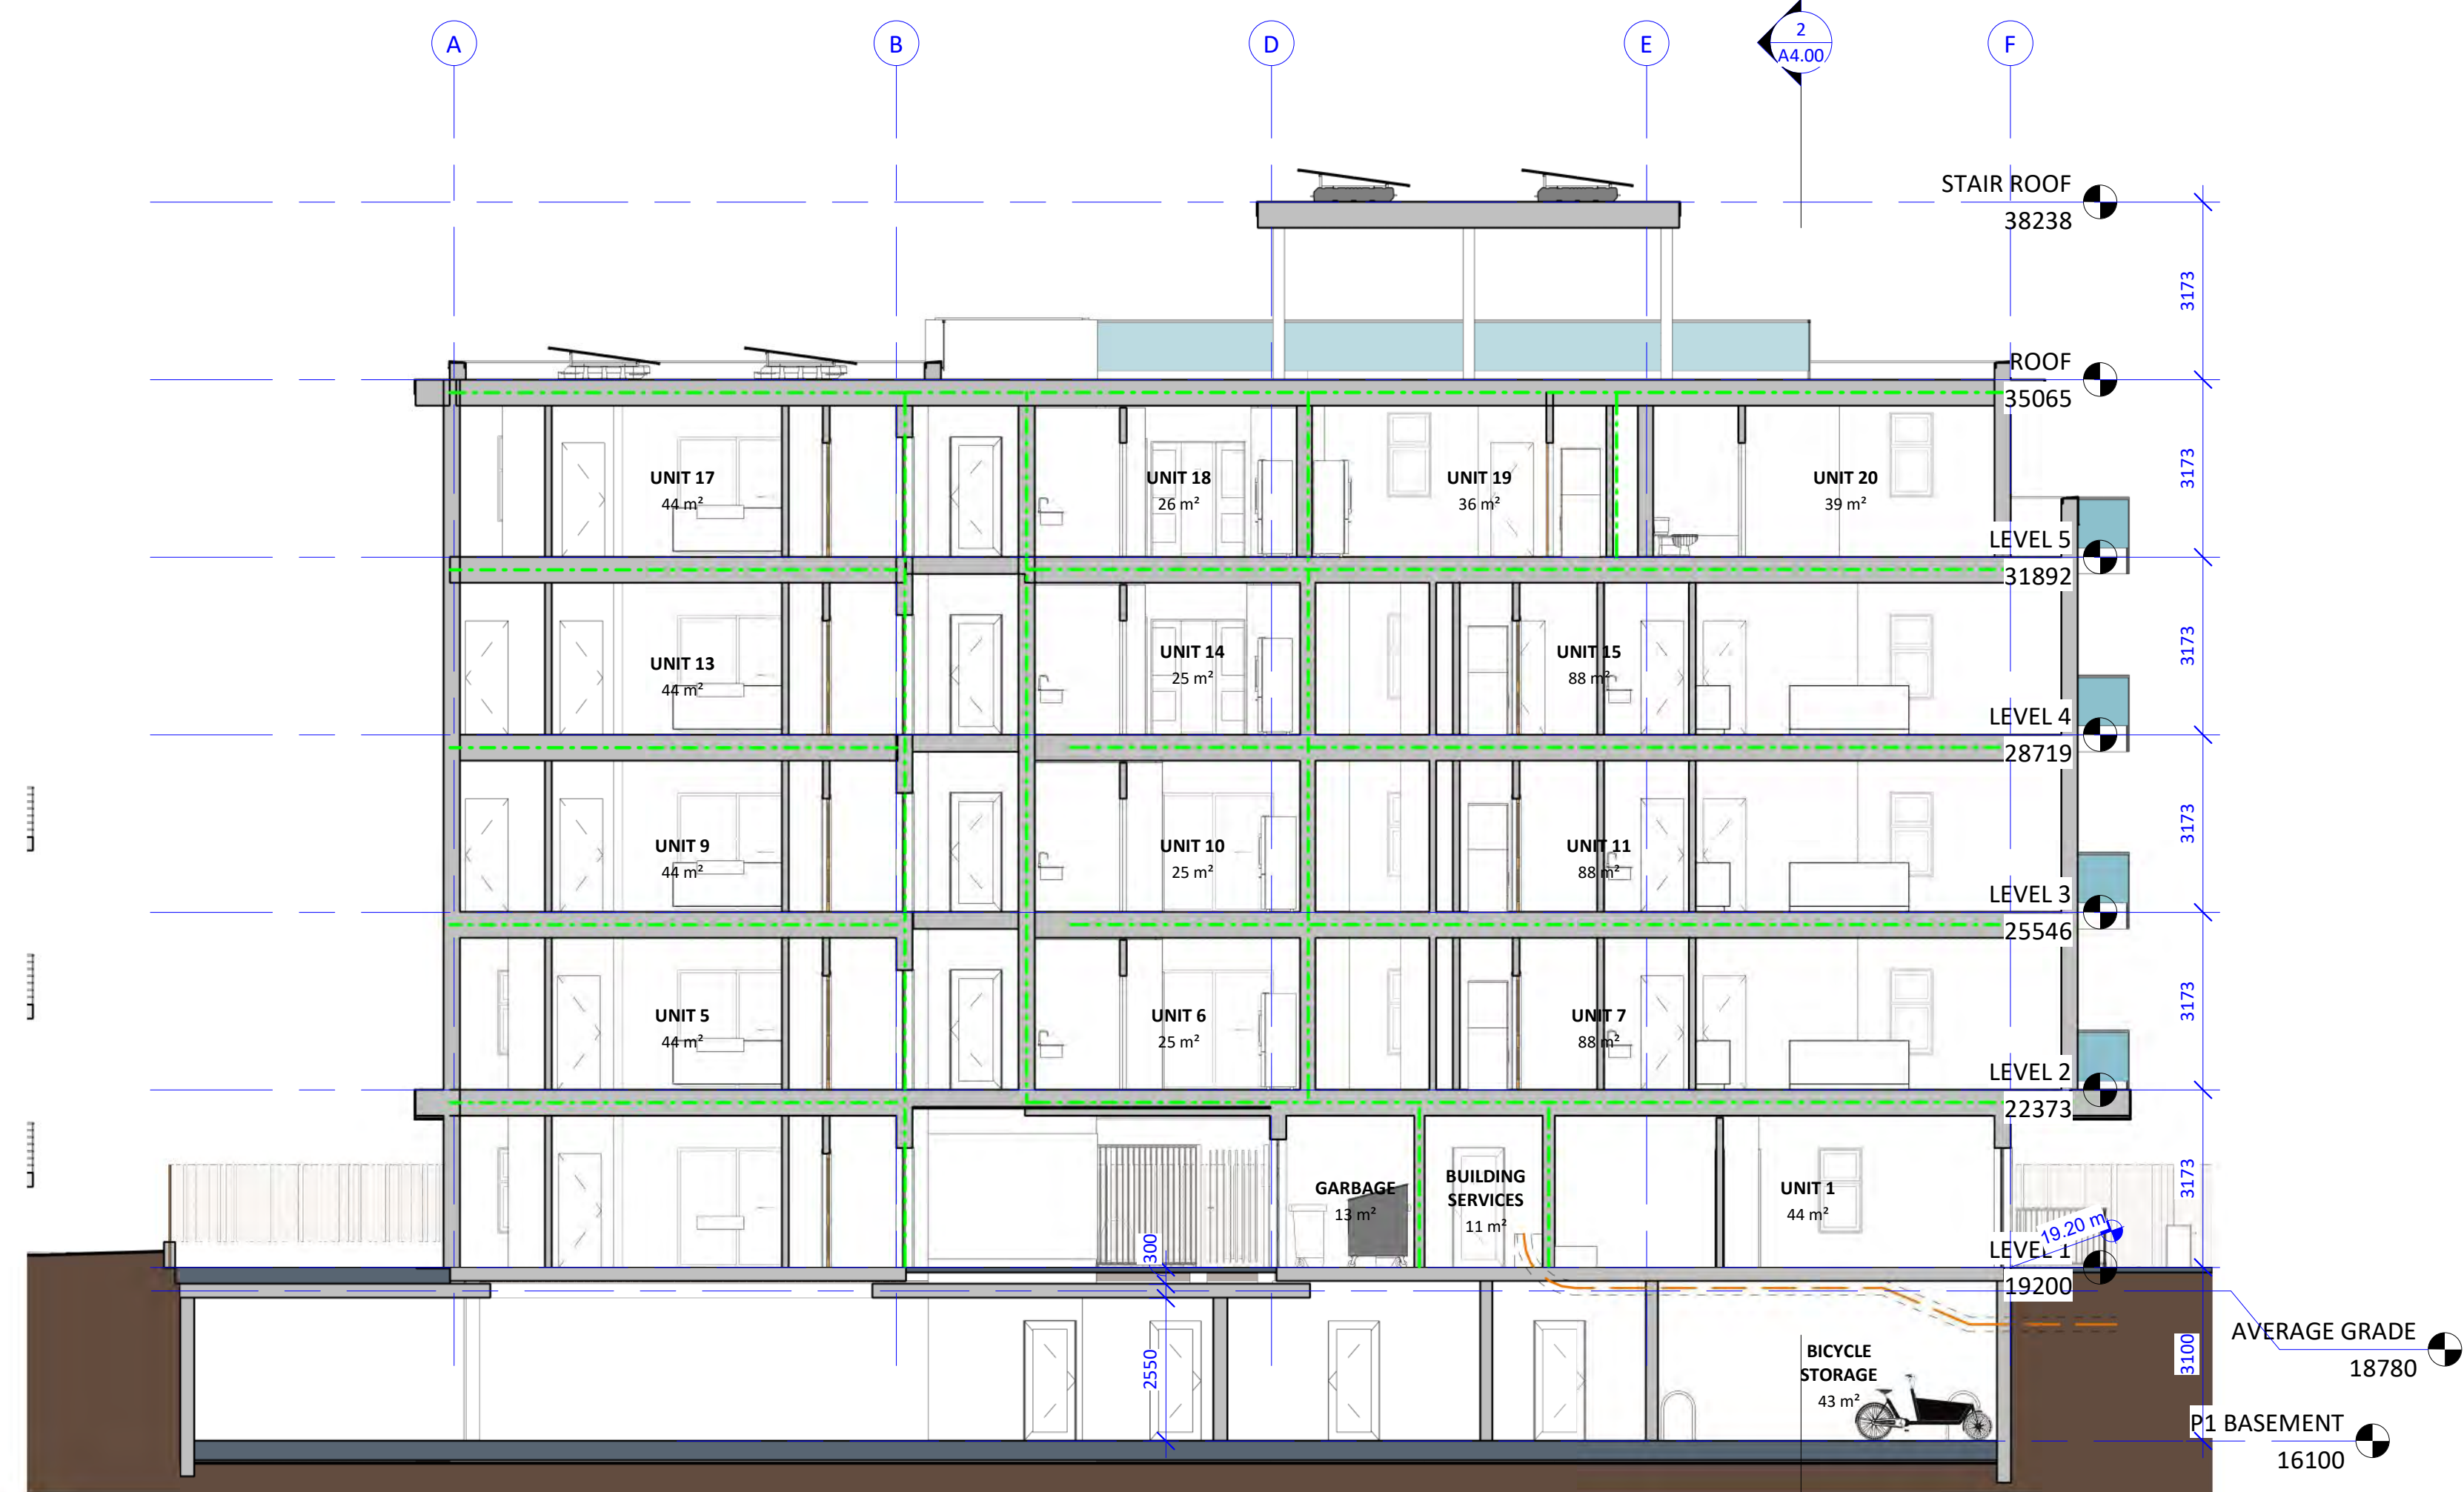 A
B
D
E
2
A4.00
F
STAIR ROOF
38238
3173
ROOF
35065
3173
UNIT 17
44 m²
UNIT 18
26 m²
UNIT 19
36 m²
UNIT 20
39 m²
LEVEL 5
31892
3173
UNIT 13
44 m²
UNIT 14
25 m²
UNIT 15
88 m²
LEVEL 4
28719
3173
UNIT 9
44 m²
UNIT 10
25 m²
UNIT 11
88 m²
LEVEL 3
25546
3173
UNIT 5
44 m²
UNIT 6
25 m²
UNIT 7
88 m²
LEVEL 2
22373
3173
GARBAGE
13 m²
BUILDING
SERVICES
11 m²
UNIT 1
44 m²
19.20 m
300
LEVEL 1
19200
2550
BICYCLE
STORAGE
43 m²
3100
AVERAGE GRADE
18780
P1 BASEMENT
16100